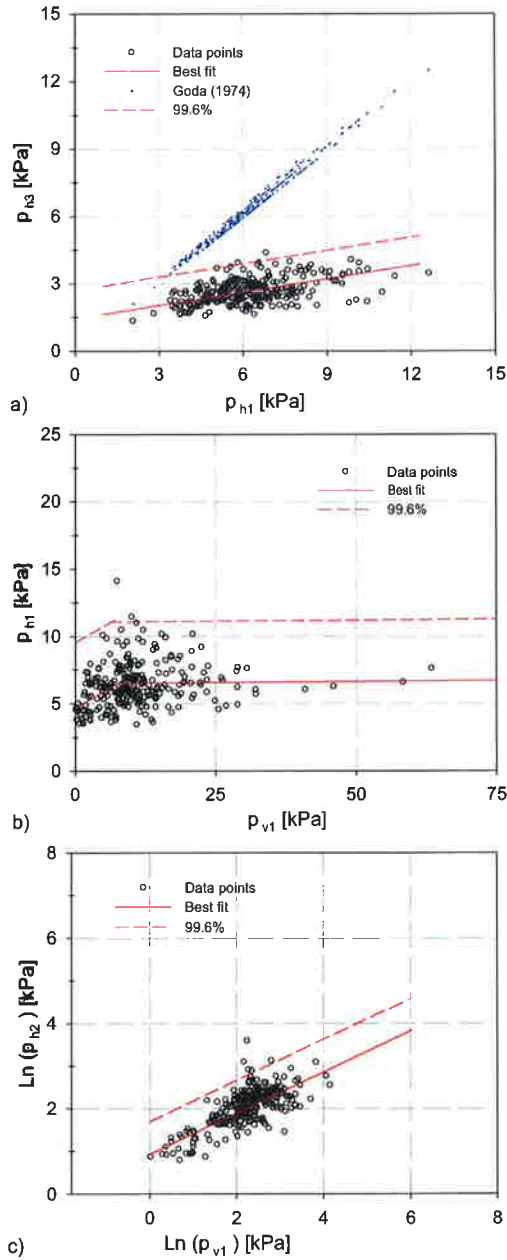 15
12
9
6
3
0
p h3 [kPa]
Data points
Best fit
Goda (1974)
99.6%
0 3 6 9 12 15
a)
p h1 [kPa]
25
20
15
10
5
0
p h1 [kPa]
Data points
Best fit
99.6%
0 25 50 75
b)
p v1 [kPa]
8
6
4
2
0
Ln (p h2 ) [kPa]
Data points
Best fit
99.6%
0 2 4 6 8
c)
Ln (p v1 ) [kPa]